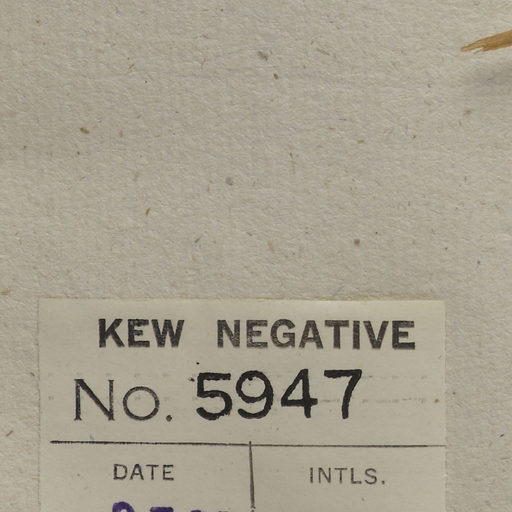 KEW NEGATIVE
No. 5947
DATE INTLS.